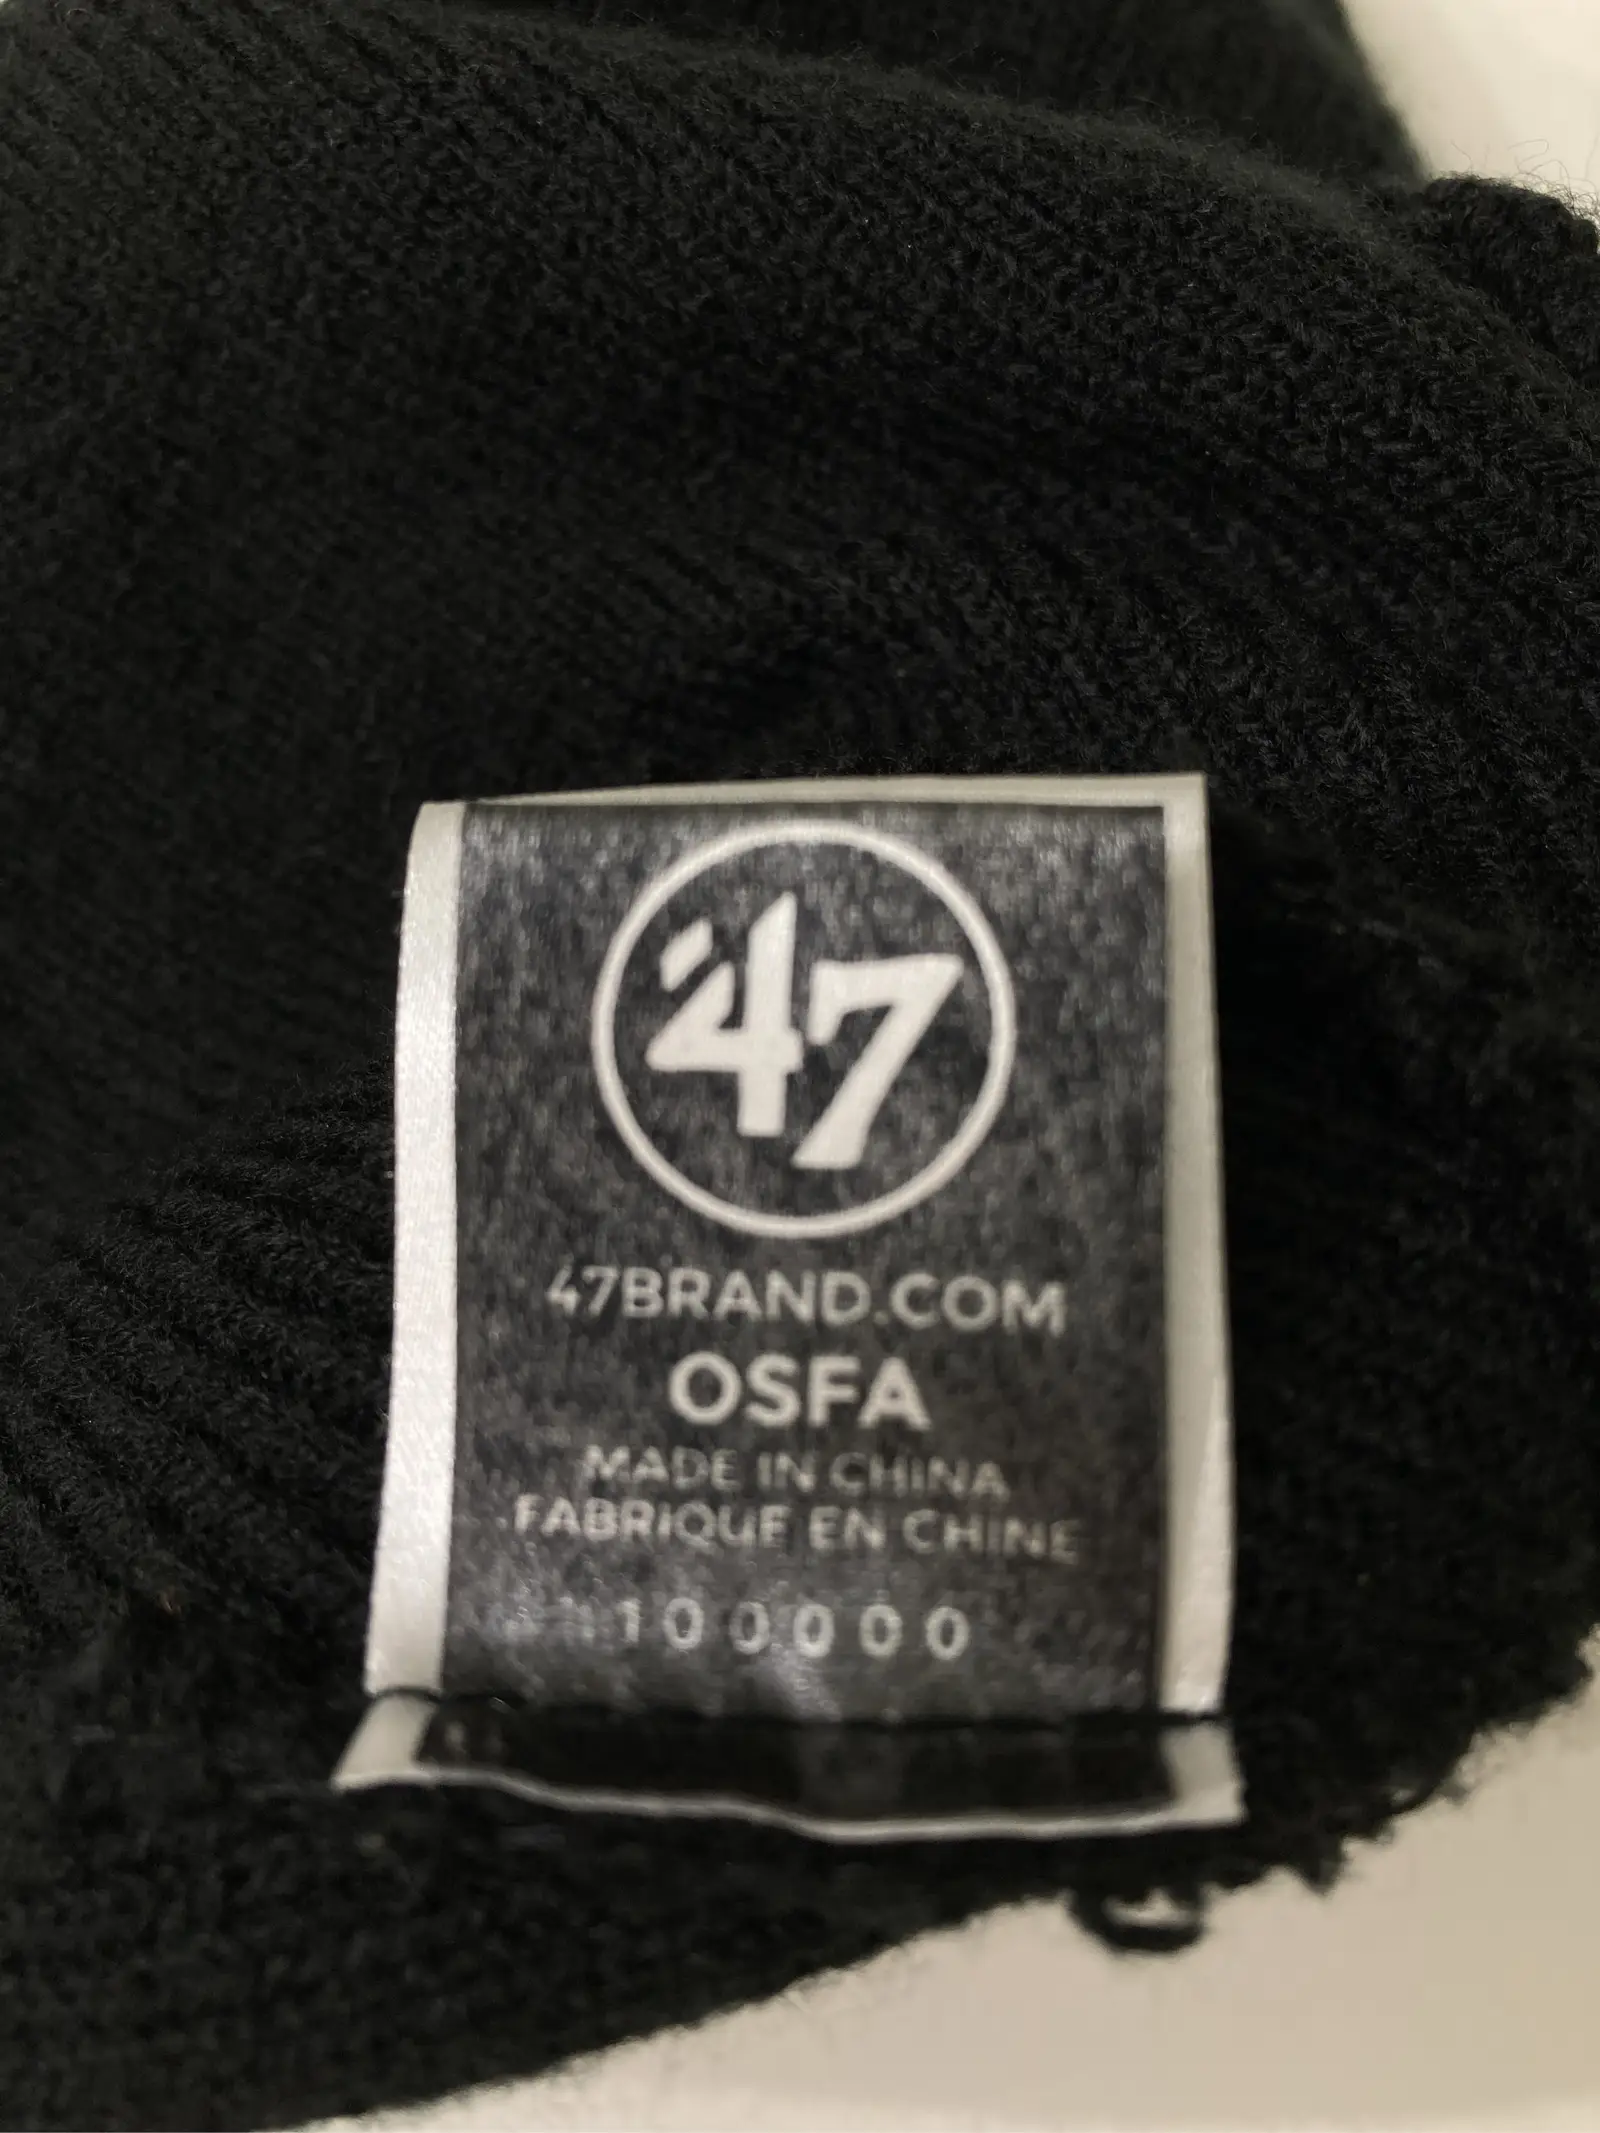 '47
47BRAND.COM
OSFA
MADE IN CHINA
FABRIQUE EN CHINE
100000